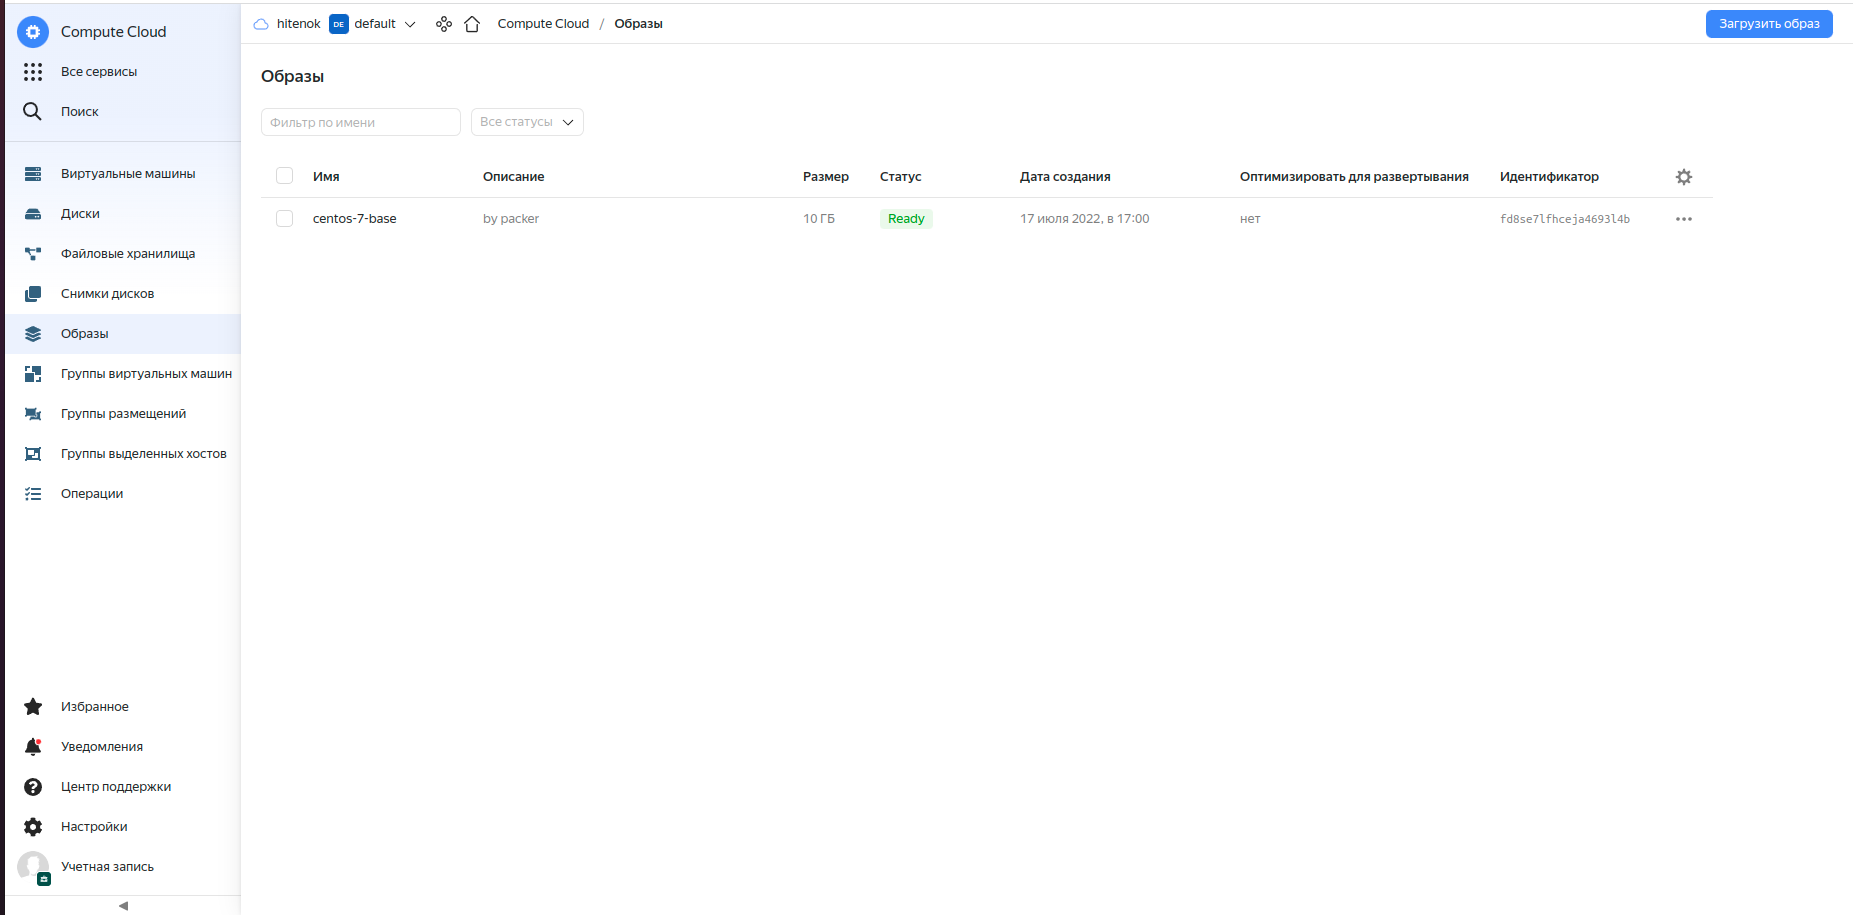 Compute Cloud
Все сервисы
Поиск
Виртуальные машины
Диски
Файловые хранилища
Снимки дисков
Образы
Группы виртуальных машин
Группы размещений
Группы выделенных хостов
Операции
Избранное
Уведомления
Центр поддержки
Настройки
Учетная запись
hitenok DE default Compute Cloud / Образы Загрузить образ
Образы
Фильтр по имени Все статусы
Имя Описание Размер Статус Дата создания Оптимизировать для развертывания Идентификатор
centos-7-base by packer 10 ГБ Ready 17 июля 2022, в 17:00 нет fd8se7lfhceja4693l4b